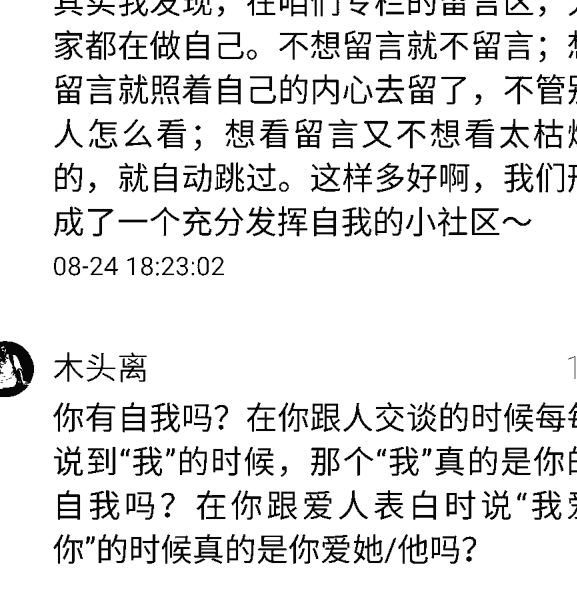 其实我发现，在咱们专栏的留言区，
家都在做自己。不想留言就不留言；想
留言就照着自己的内心去留了，不管别
人怎么看；想看留言又不想看太枯燥
的，就自动跳过。这样多好啊，我们形
成了一个充分发挥自我的小社区～
08-24 18:23:02
木头离
你有自我吗？在你跟人交谈的时候每每
说到“我”的时候，那个“我”真的是你的
自我吗？在你跟爱人表白时说“我爱
你”的时候真的是你爱她/他吗？